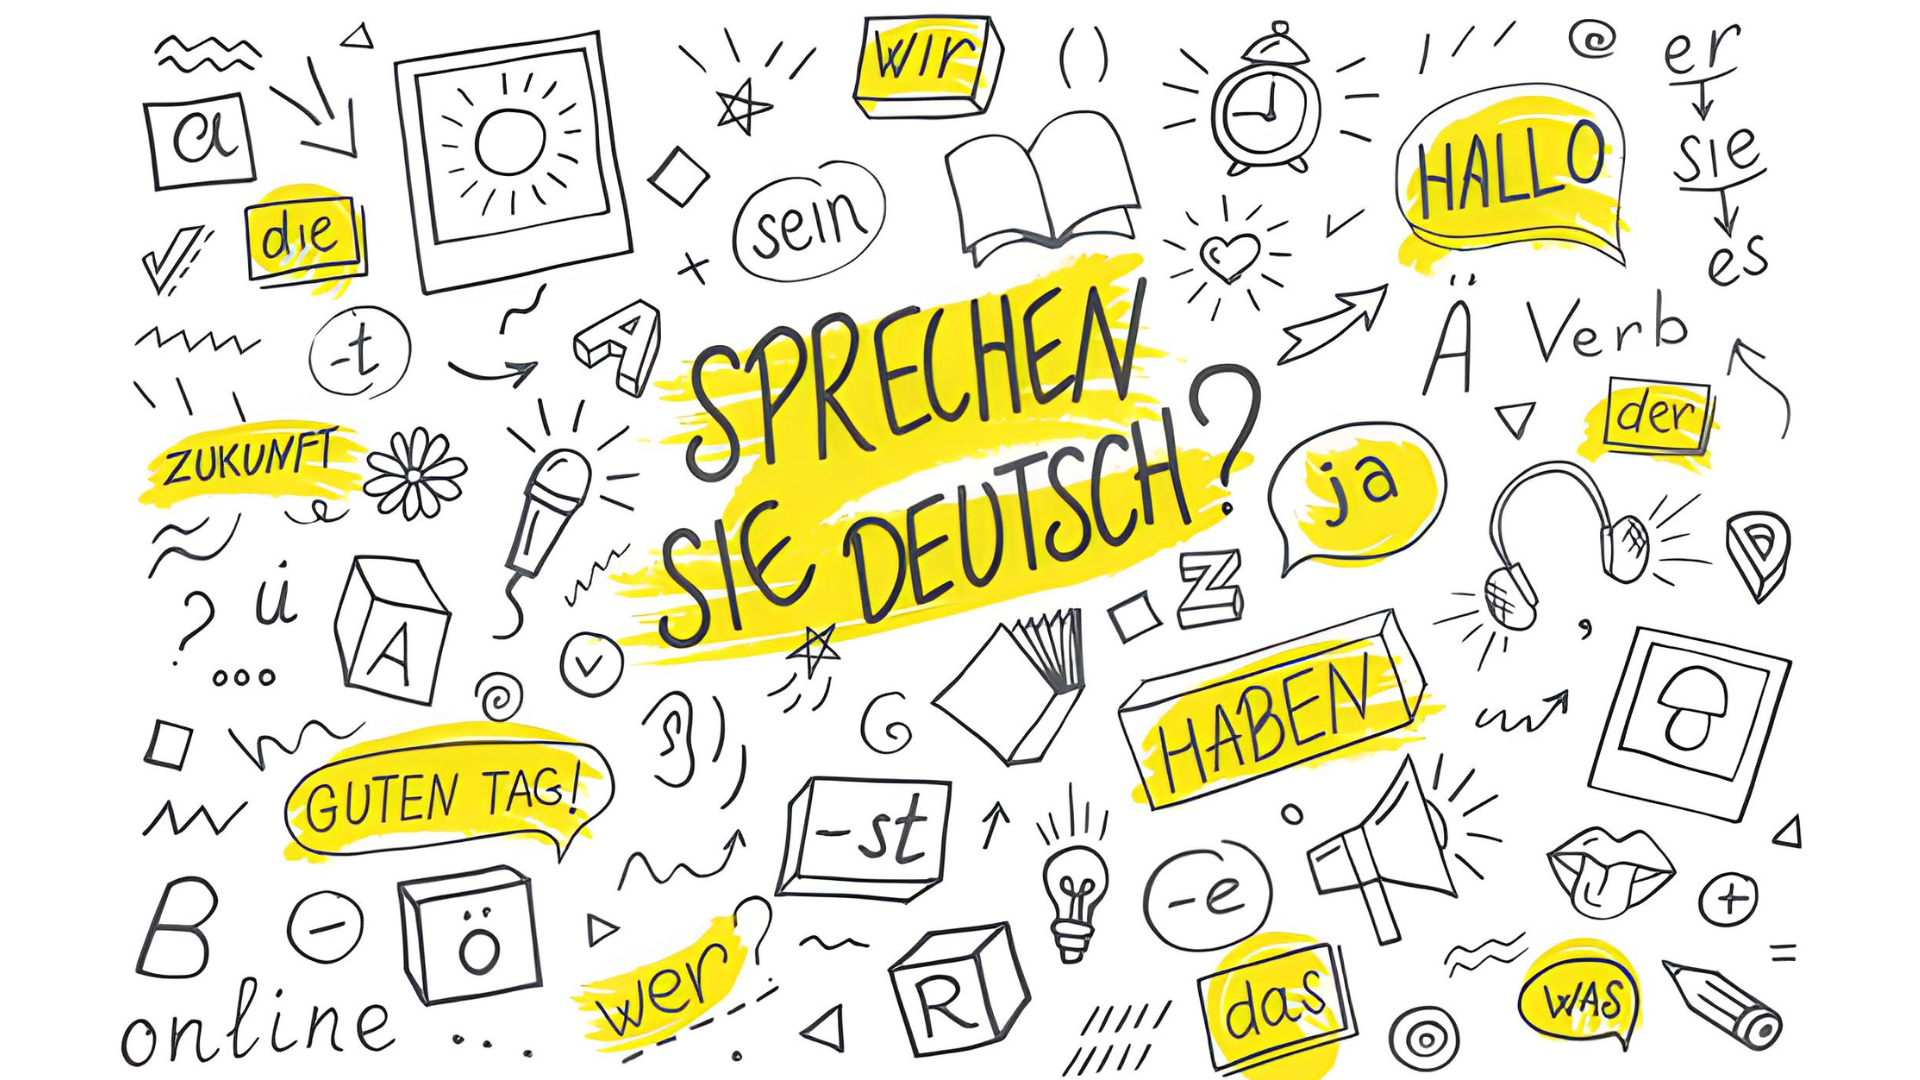 wir
()
@
er
a
HALLO
sie
die
sein
es
-t
A
SPRECHEN
SIE DEUTSCH?
Ä Verb
der
ZUKUNFT
ja
D
?
ü
A
Z
,
...
HABEN
GUTEN TAG!
-st
-e
+
B
-
ö
wer?
R
das
WAS
=
online
...